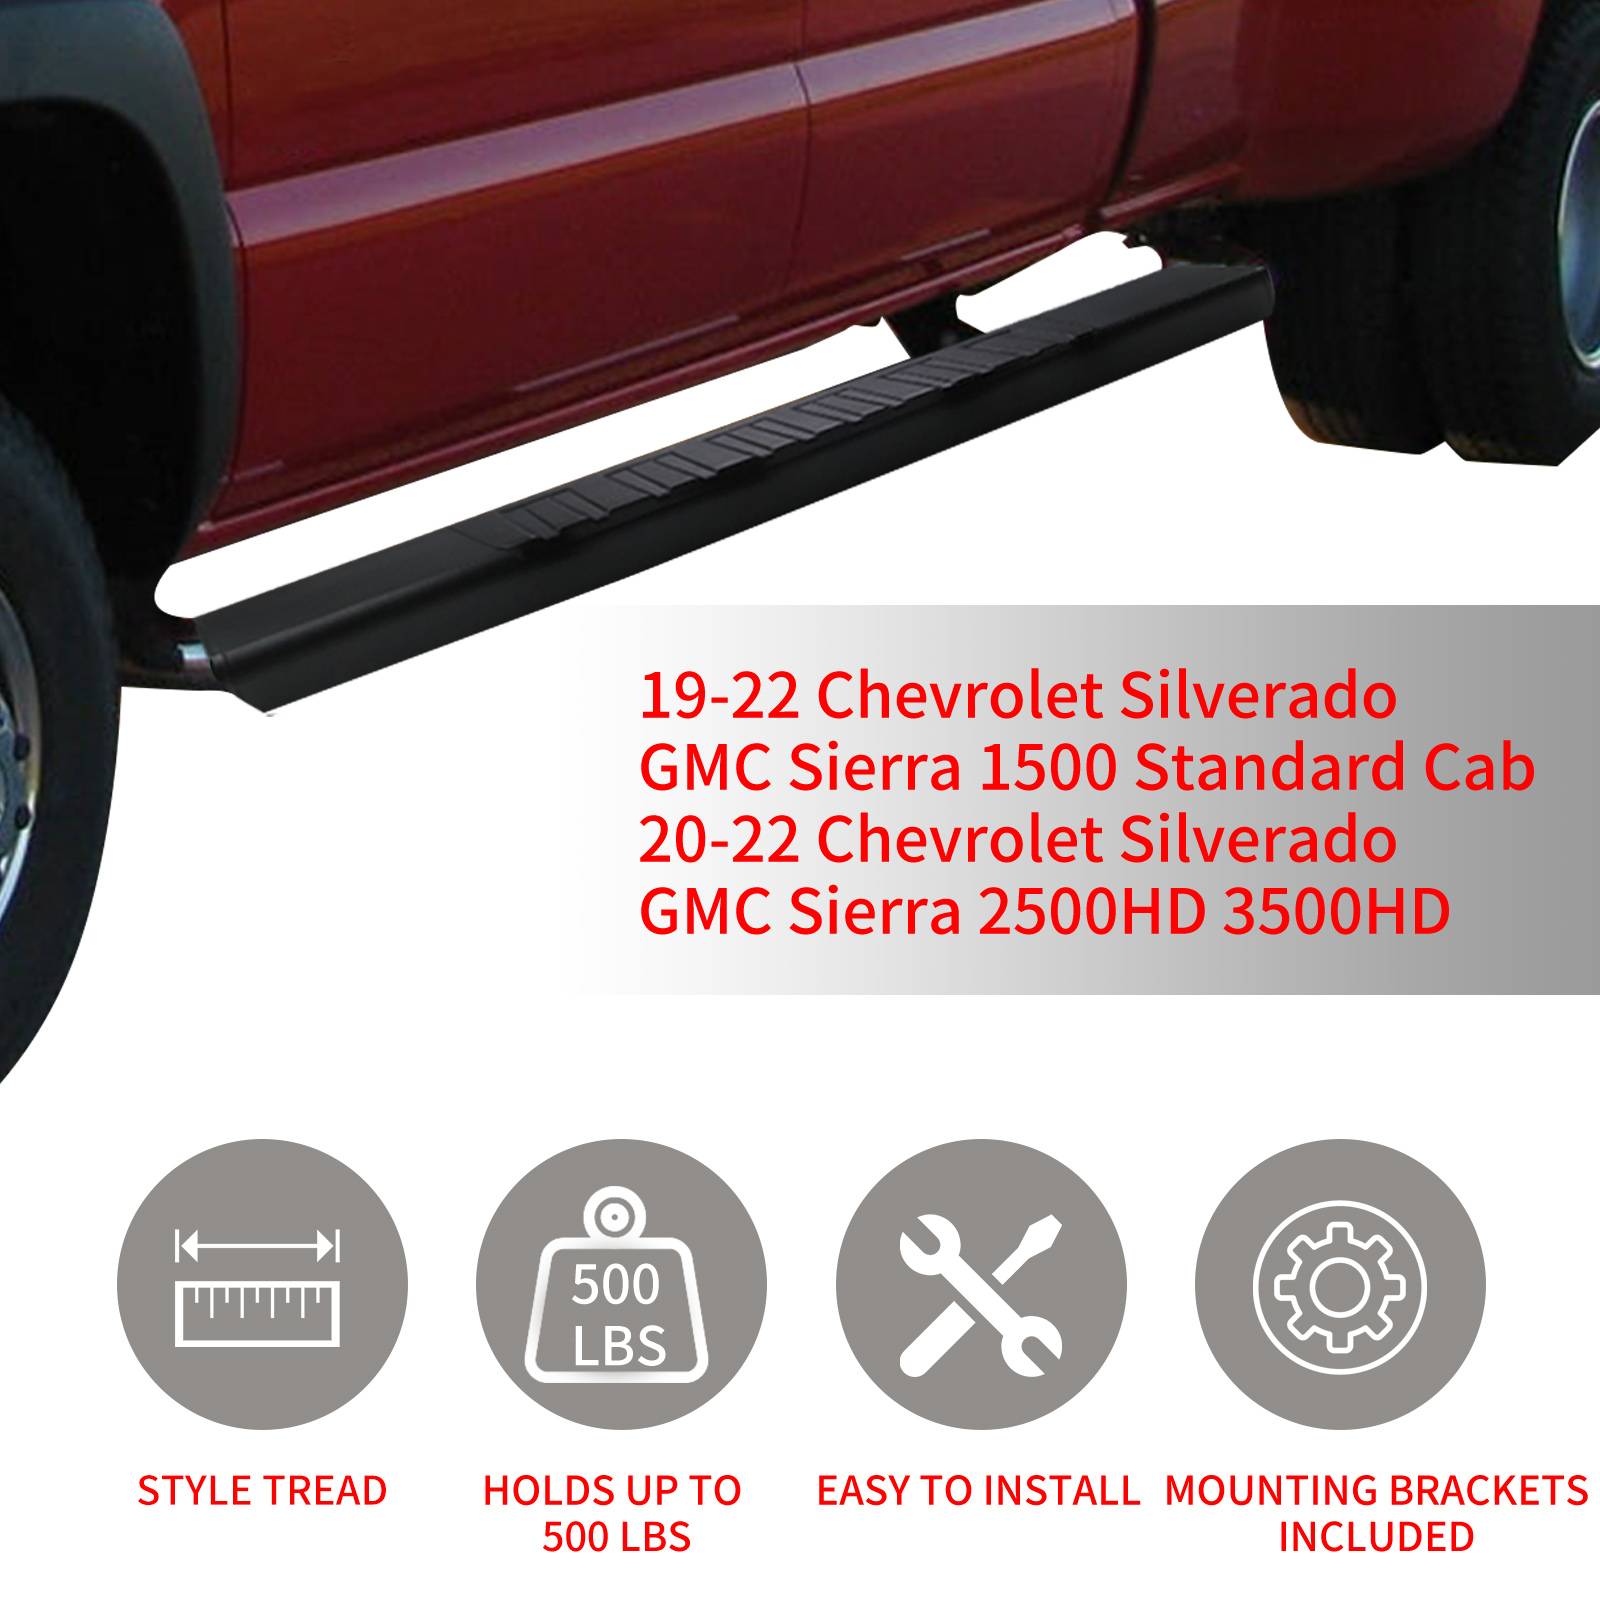 19-22 Chevrolet Silverado
GMC Sierra 1500 Standard Cab
20-22 Chevrolet Silverado
GMC Sierra 2500HD 3500HD
500
LBS
STYLE TREAD
HOLDS UP TO
500 LBS
EASY TO INSTALL
MOUNTING BRACKETS
INCLUDED